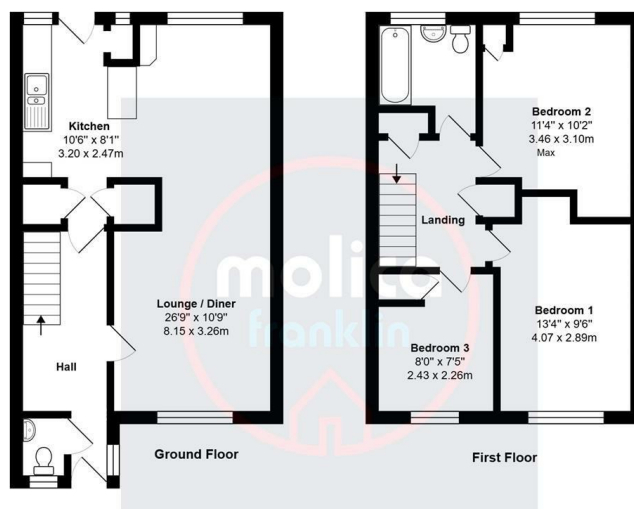 Kitchen
10'6" x 8'1"
3.20 x 2.47m
Lounge / Diner
26'9" x 10'9"
8.15 x 3.26m
Hall
Ground Floor
Bedroom 2
11'4" x 10'2"
3.46 x 3.10m
Max
Landing
Bedroom 1
13'4" x 9'6"
4.07 x 2.89m
Bedroom 3
8'0" x 7'5"
2.43 x 2.26m
First Floor
molica
franklin